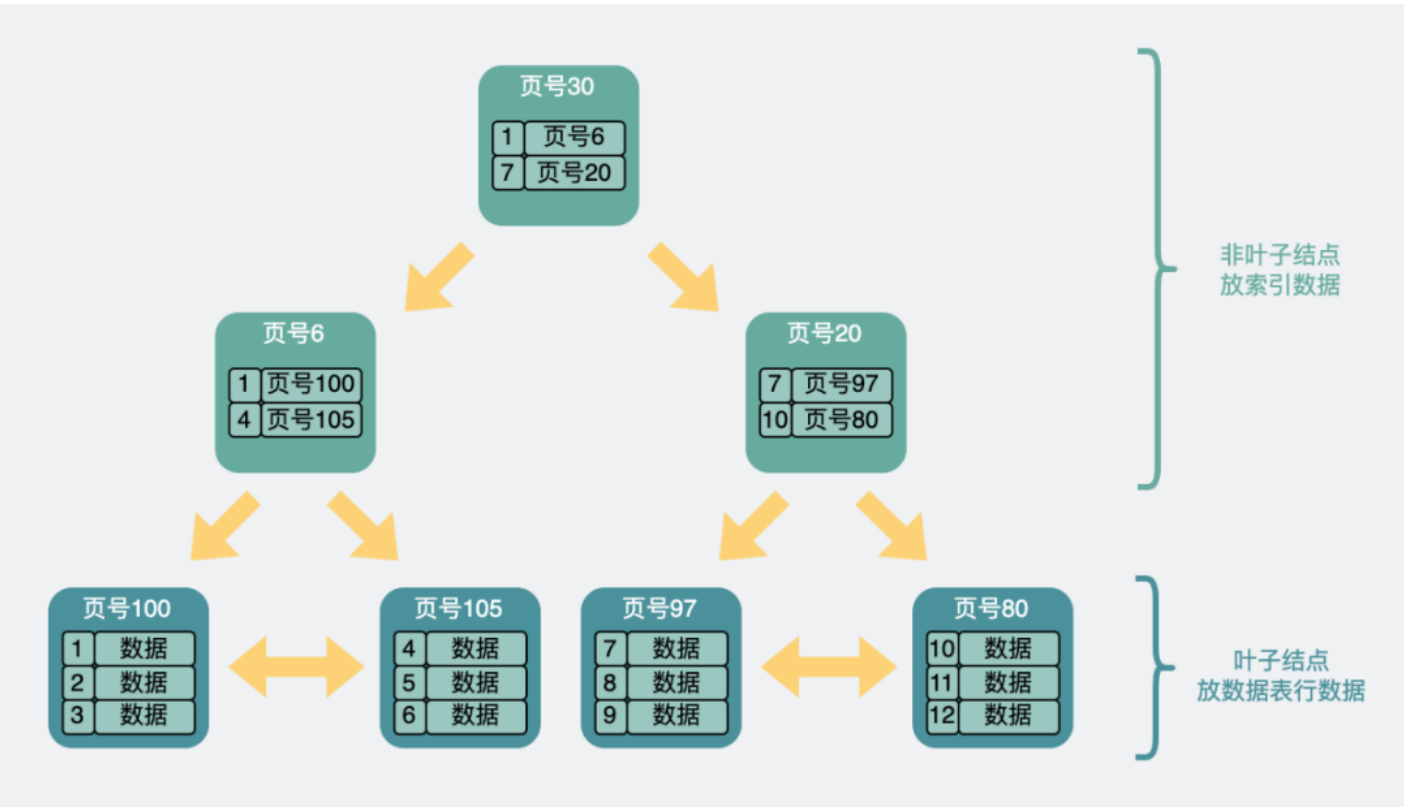 页号30
1 页号6
7 页号20
非叶子结点
放索引数据
页号6
1 页号100
4 页号105
页号20
7 页号97
10 页号80
页号100
1 数据
2 数据
3 数据
页号105
4 数据
5 数据
6 数据
页号97
7 数据
8 数据
9 数据
页号80
10 数据
11 数据
12 数据
叶子结点
放数据表行数据